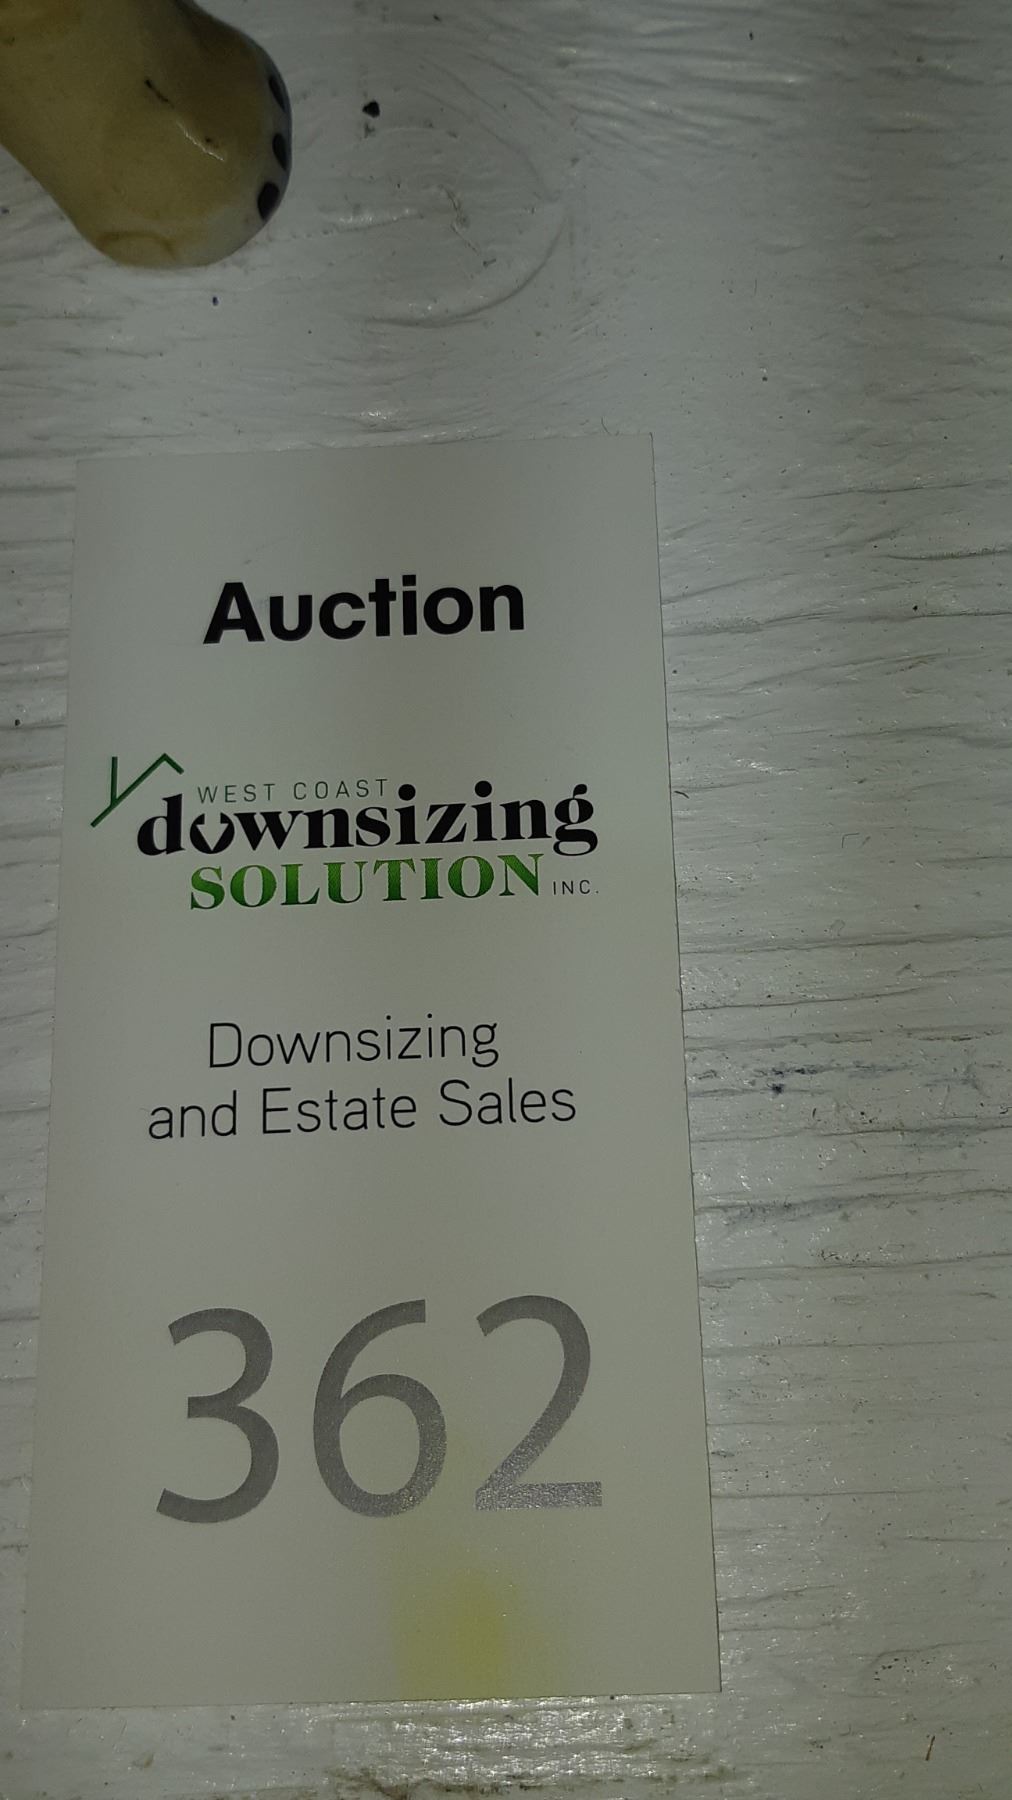 Auction
WEST COAST
downsizing
SOLUTION INC.
Downsizing
and Estate Sales
362